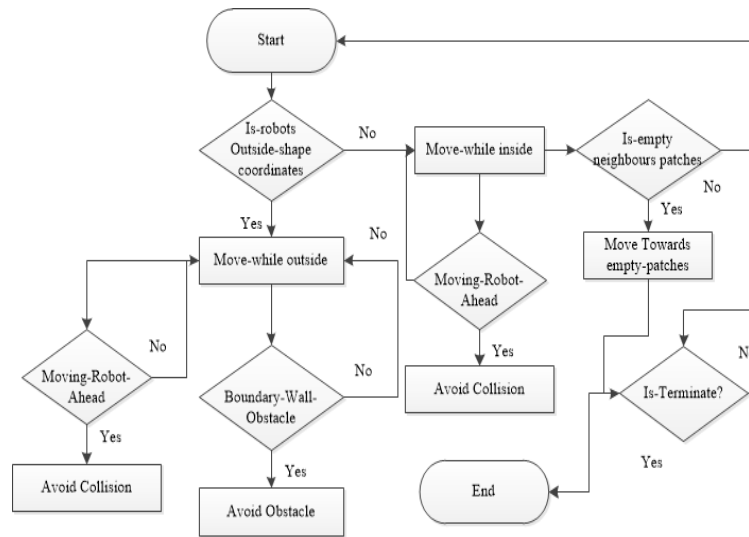 Start
Is-robots
Outside-shape
coordinates
No
Move-while inside
Is-empty
neighbours patches
No
Yes
Yes
No
Move Towards
empty-patches
Move-while outside
Moving-Robot-
Ahead
No
No
Moving-Robot-
Ahead
No
Boundary-Wall-
Obstacle
Yes
Avoid Collision
Is-Terminate?
Yes
Avoid Collision
Yes
Avoid Obstacle
Yes
End